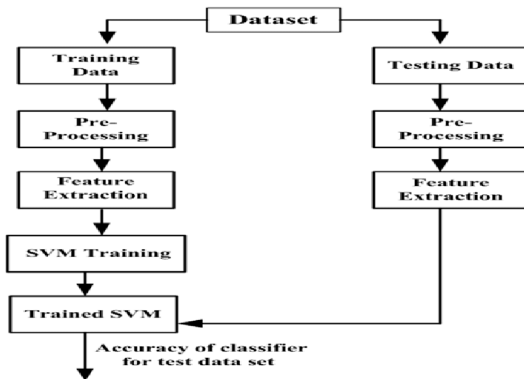 Dataset
Training
Data
Testing Data
Pre-
Processing
Pre-
Processing
Feature
Extraction
Feature
Extraction
SVM Training
Trained SVM
Accuracy of classifier
for test data set